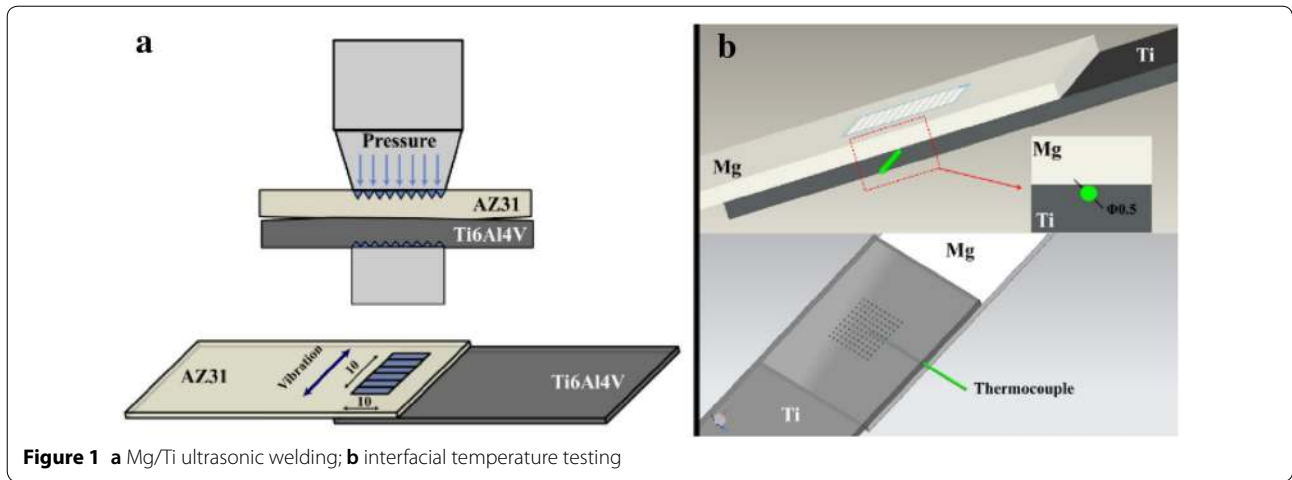 a
Pressure
AZ31
Ti6Al4V
AZ31
Vibration
10
10
Ti6Al4V
b
Ti
Mg
Mg
Ti
Φ0.5
Mg
Thermocouple
Ti
Figure 1 a Mg/Ti ultrasonic welding; b interfacial temperature testing